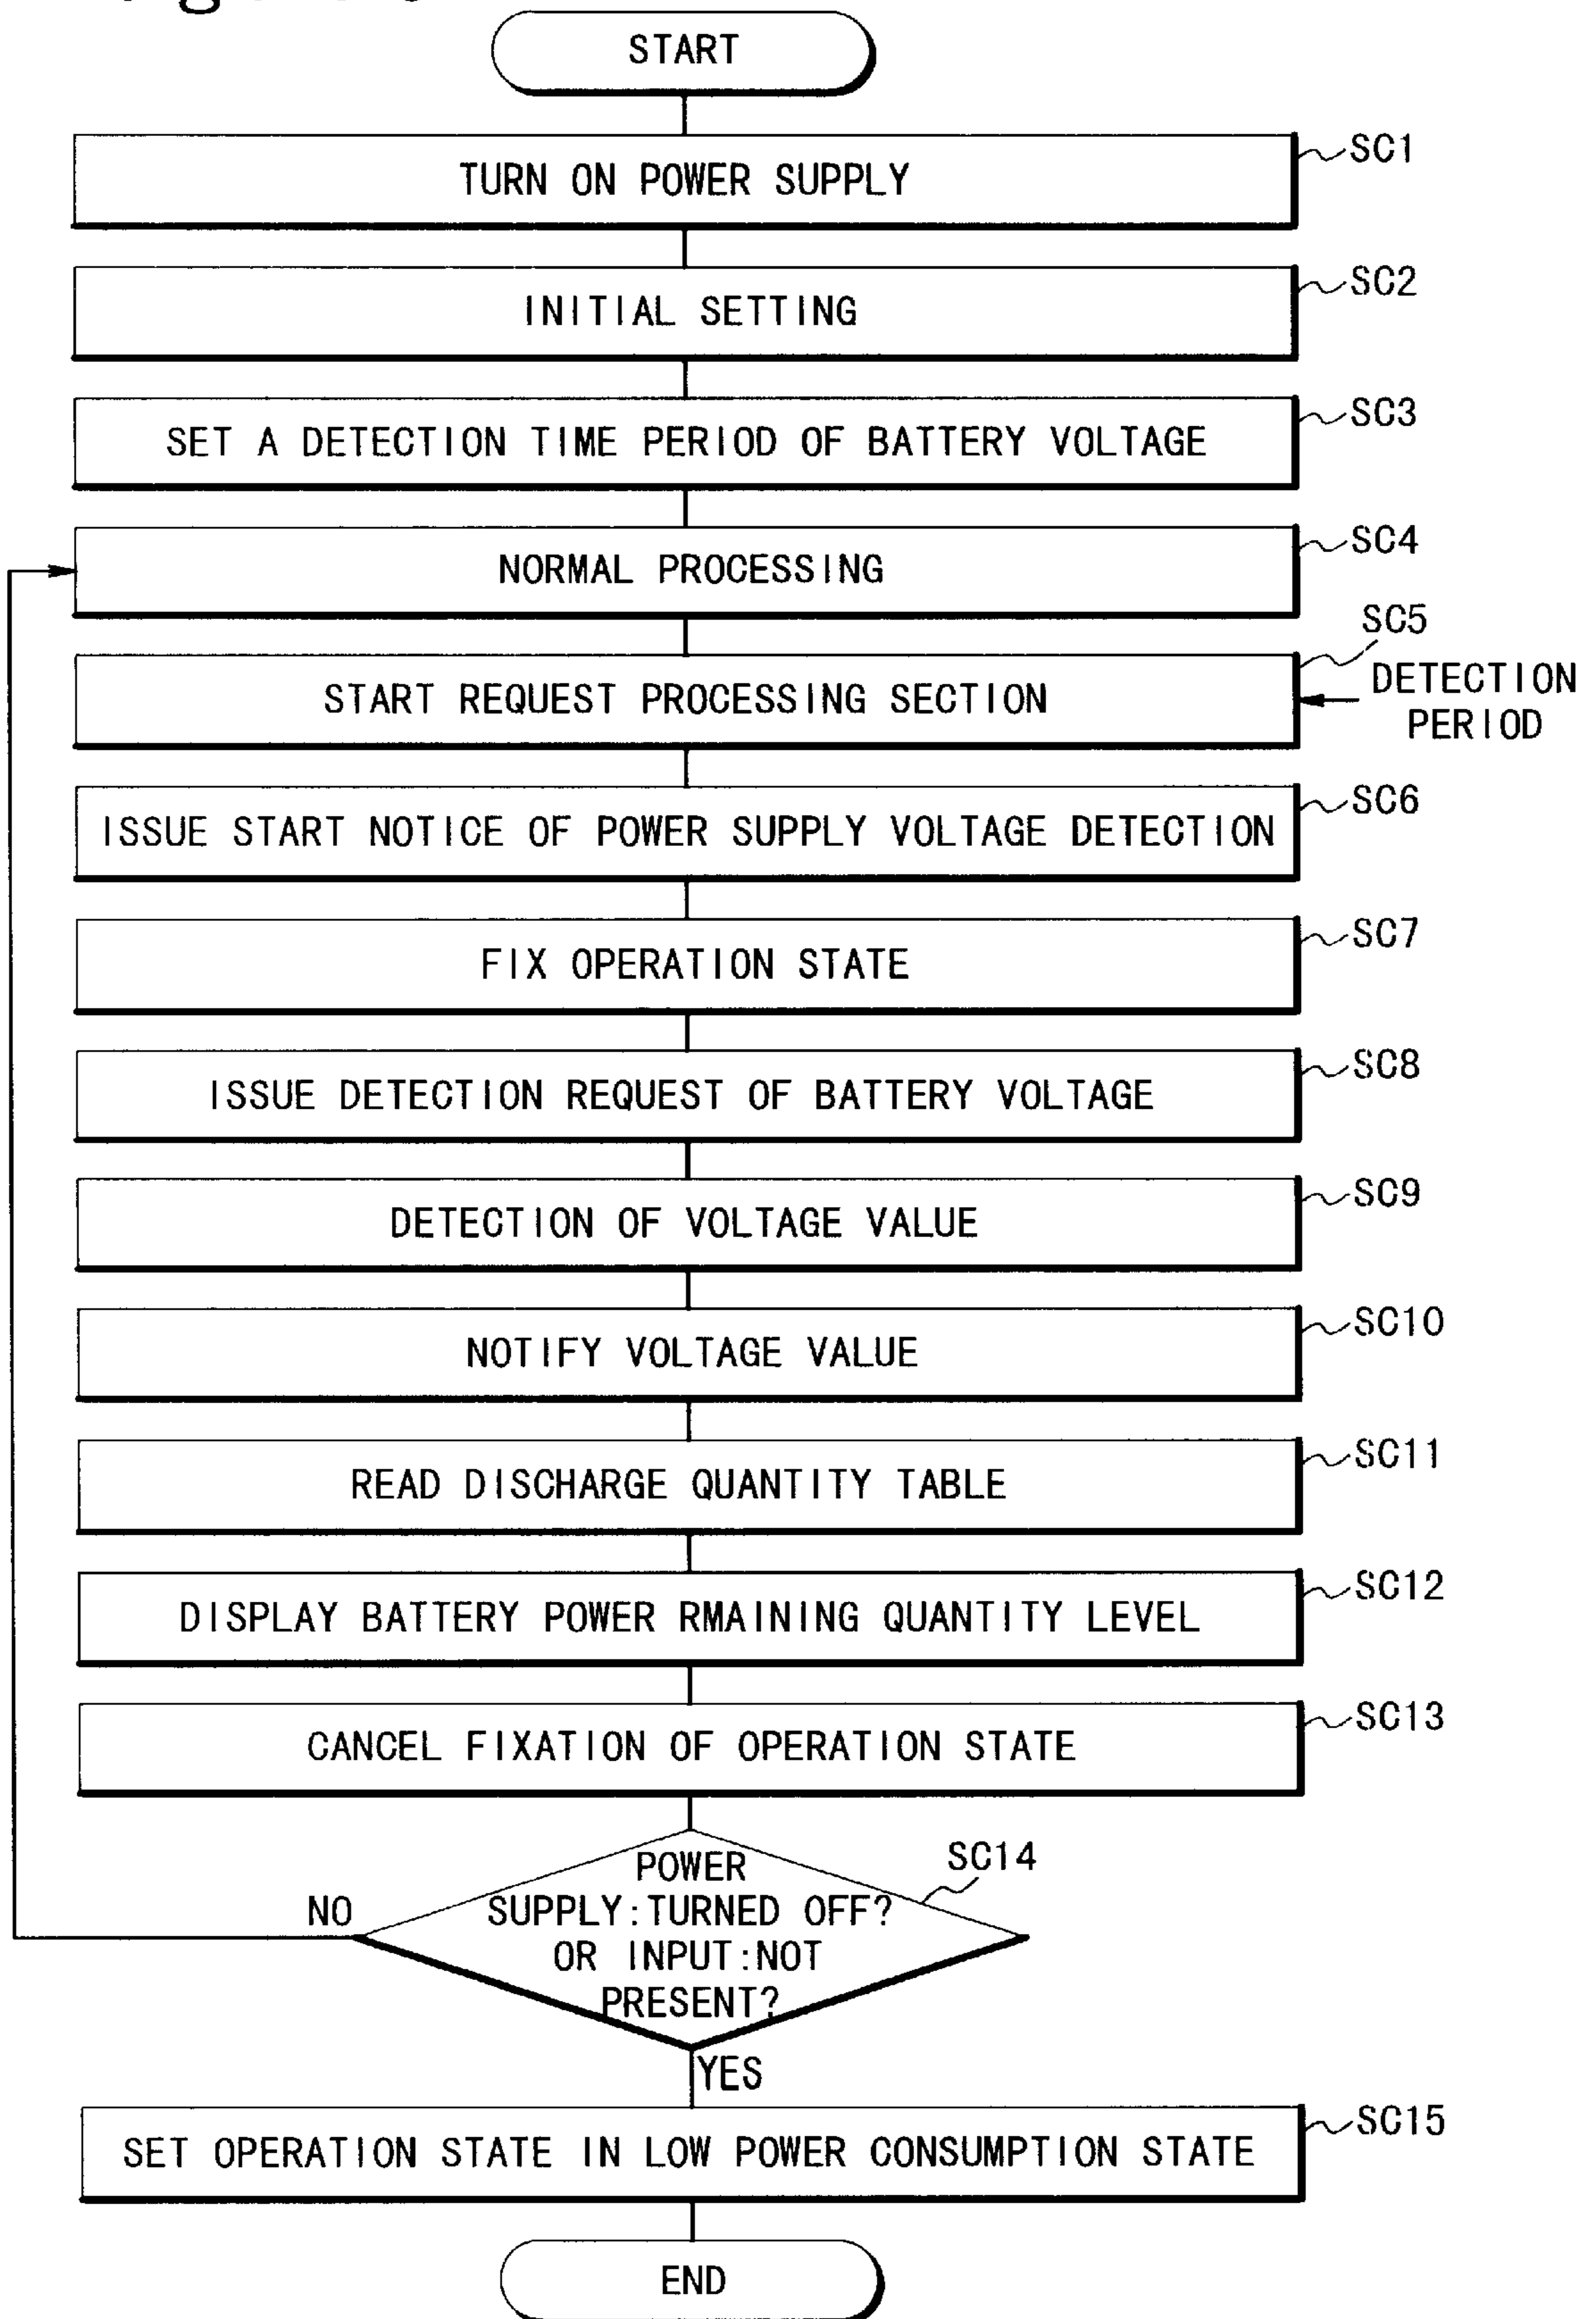 START
SC1
TURN ON POWER SUPPLY
SC2
INITIAL SETTING
SC3
SET A DETECTION TIME PERIOD OF BATTERY VOLTAGE
SC4
NORMAL PROCESSING
SC5
START REQUEST PROCESSING SECTION
DETECTION
PERIOD
SC6
ISSUE START NOTICE OF POWER SUPPLY VOLTAGE DETECTION
SC7
FIX OPERATION STATE
SC8
ISSUE DETECTION REQUEST OF BATTERY VOLTAGE
SC9
DETECTION OF VOLTAGE VALUE
SC10
NOTIFY VOLTAGE VALUE
SC11
READ DISCHARGE QUANTITY TABLE
SC12
DISPLAY BATTERY POWER RMAINING QUANTITY LEVEL
SC13
CANCEL FIXATION OF OPERATION STATE
SC14
POWER
SUPPLY:TURNED OFF?
OR INPUT:NOT
PRESENT?
NO
YES
SC15
SET OPERATION STATE IN LOW POWER CONSUMPTION STATE
END